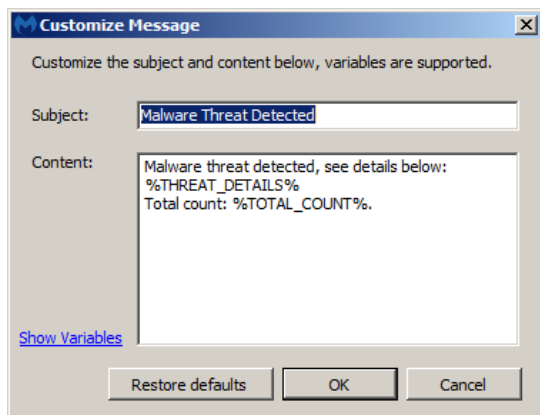 Customize Message
Customize the subject and content below, variables are supported.
Subject:
Malware Threat Detected
Content:
Malware threat detected, see details below:
%THREAT_DETAILS%
Total count: %TOTAL_COUNT%.
Show Variables
Restore defaults
OK
Cancel